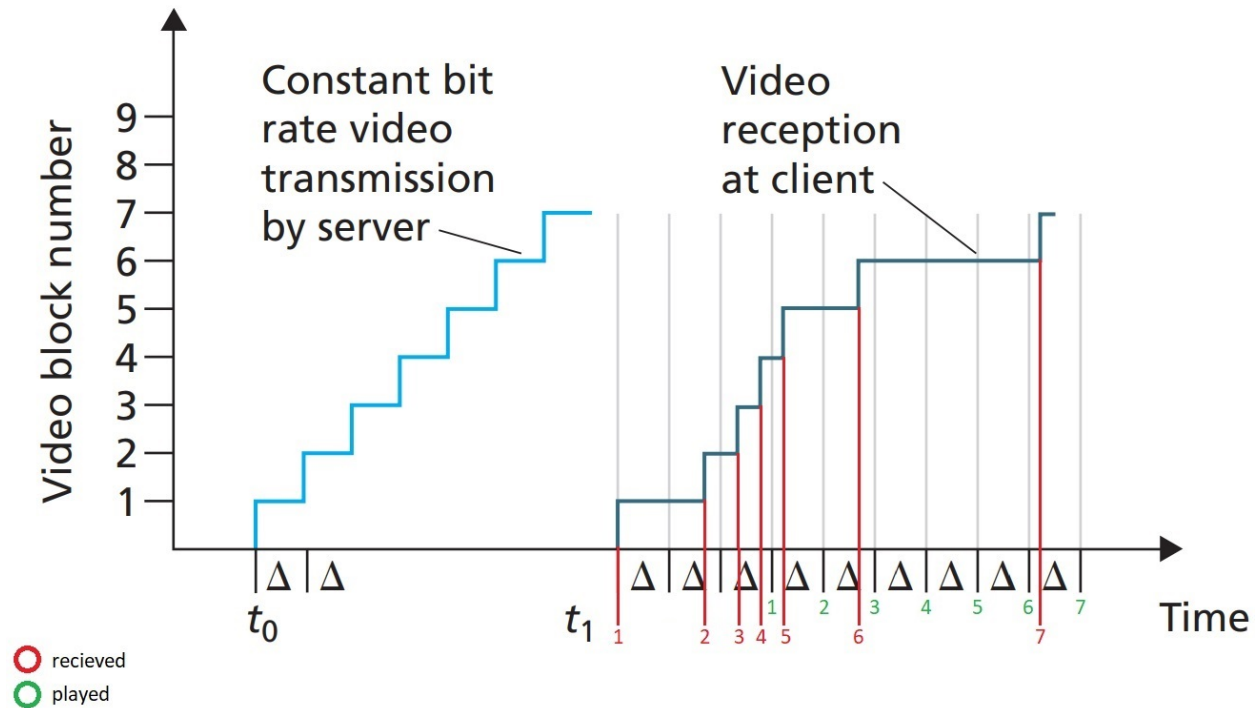 Constant bit
rate video
transmission
by server
Video
reception
at client
Video block number
9
8
7
6
5
4
3
2
1
Δ Δ Δ Δ Δ Δ Δ Δ Δ Δ Δ
t0 t1 1 2 3 4 5 6 7 Time
1 2 3 4 5 6 7
recieved
played